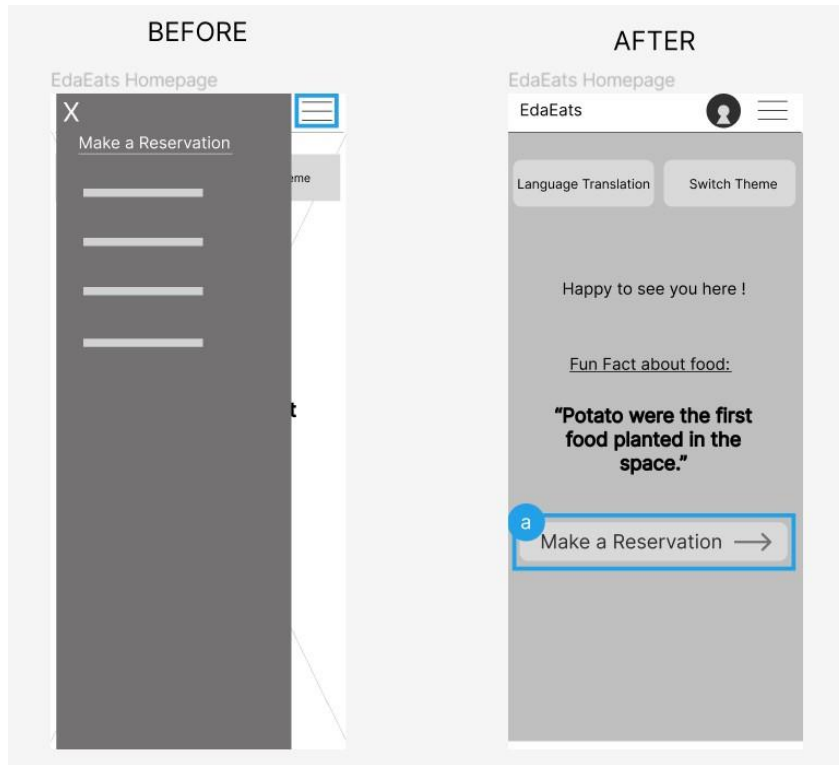 BEFORE
EdaEats Homepage
X
Make a Reservation
eme
t
AFTER
EdaEats Homepage
EdaEats
Language Translation
Switch Theme
Happy to see you here !
Fun Fact about food:
“Potato were the first
food planted in the
space.”
a
Make a Reservation